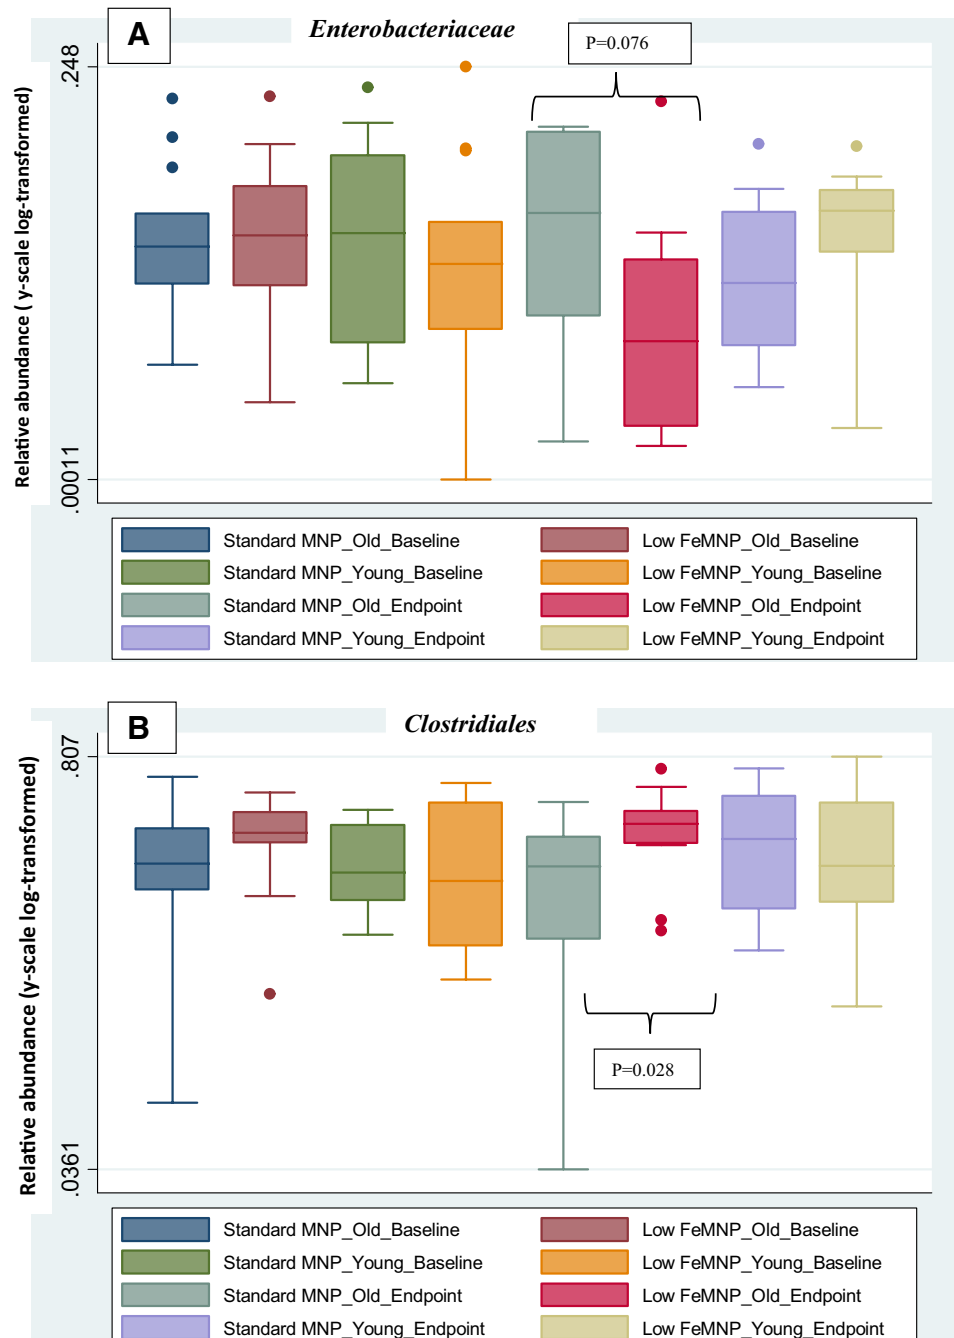 A
Enterobacteriaceae
P=0.076
Relative abundance ( y-scale log-transformed)
.248
.00011
Standard MNP_Old_Baseline
Low FeMNP_Old_Baseline
Standard MNP_Young_Baseline
Low FeMNP_Young_Baseline
Standard MNP_Old_Endpoint
Low FeMNP_Old_Endpoint
Standard MNP_Young_Endpoint
Low FeMNP_Young_Endpoint
B
Clostridiales
Relative abundance (y-scale log-transformed)
.807
.0361
P=0.028
Standard MNP_Old_Baseline
Low FeMNP_Old_Baseline
Standard MNP_Young_Baseline
Low FeMNP_Young_Baseline
Standard MNP_Old_Endpoint
Low FeMNP_Old_Endpoint
Standard MNP_Young_Endpoint
Low FeMNP_Young_Endpoint